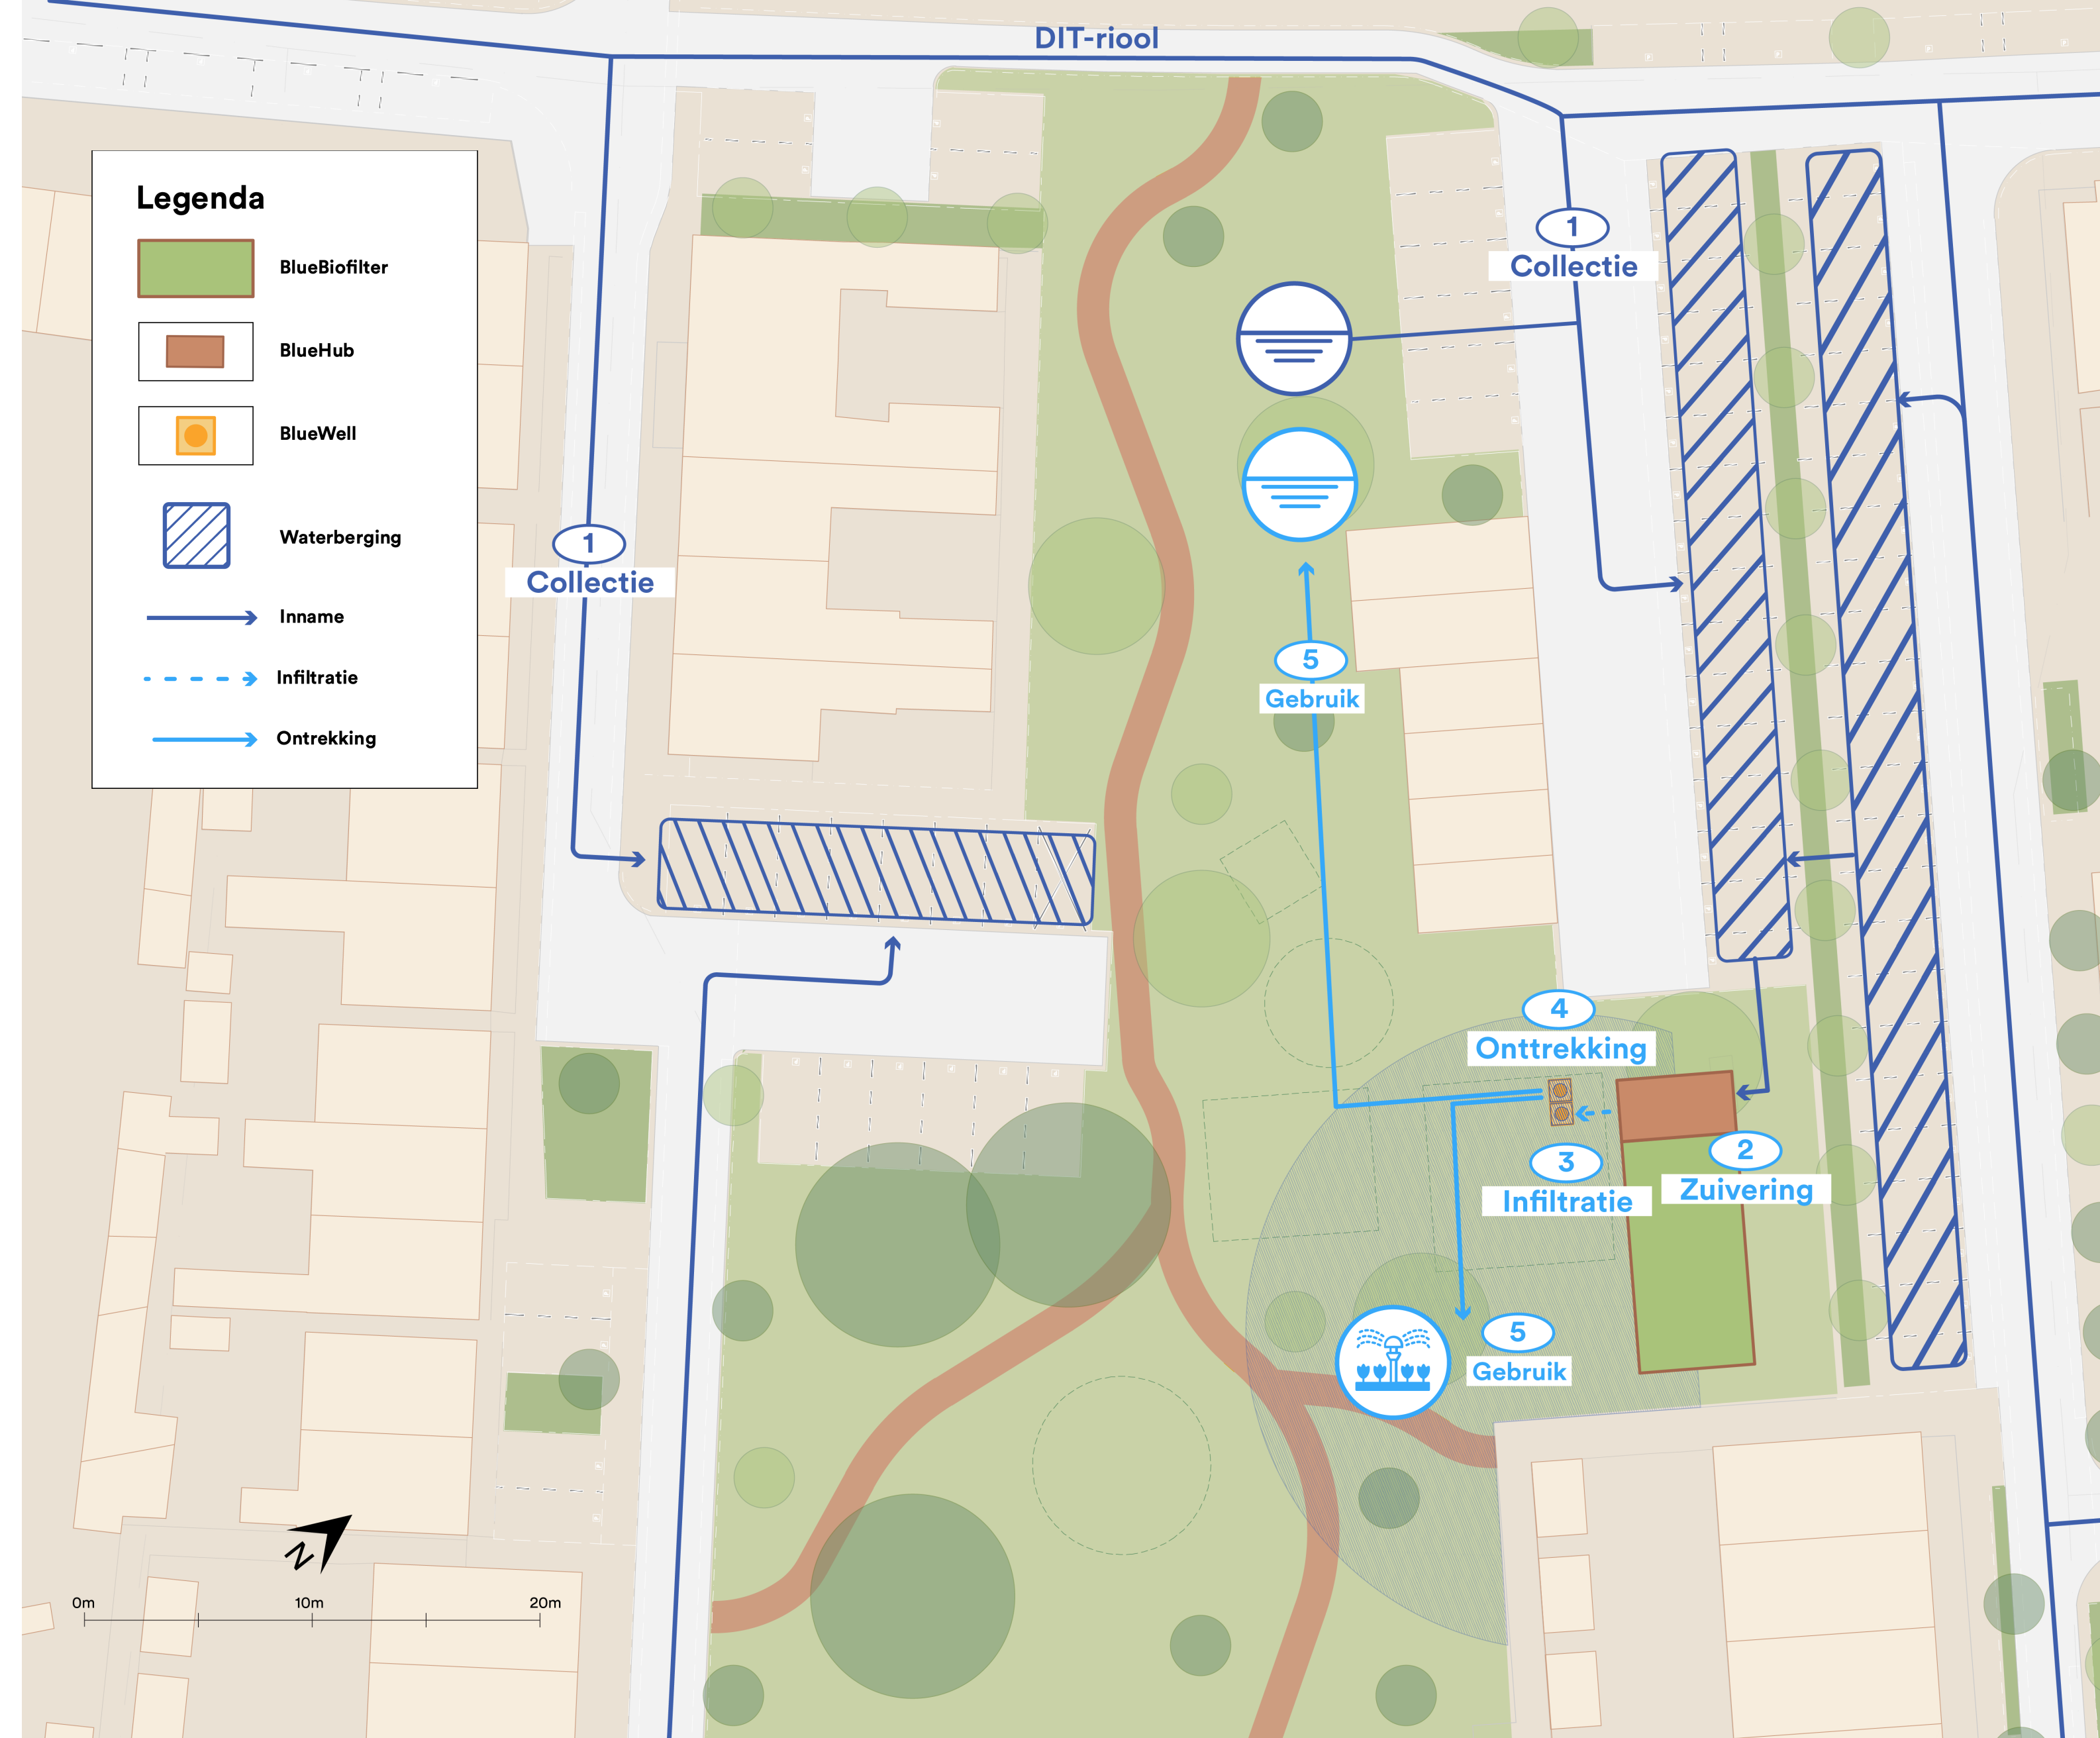 DIT-riool
Legenda
BlueBiofilter
BlueHub
BlueWell
Waterberging
Inname
Infiltratie
Ontrekking
1
Collectie
1
Collectie
5
Gebruik
4
Onttrekking
3
Infiltratie
2
Zuivering
5
Gebruik
N
0m 10m 20m